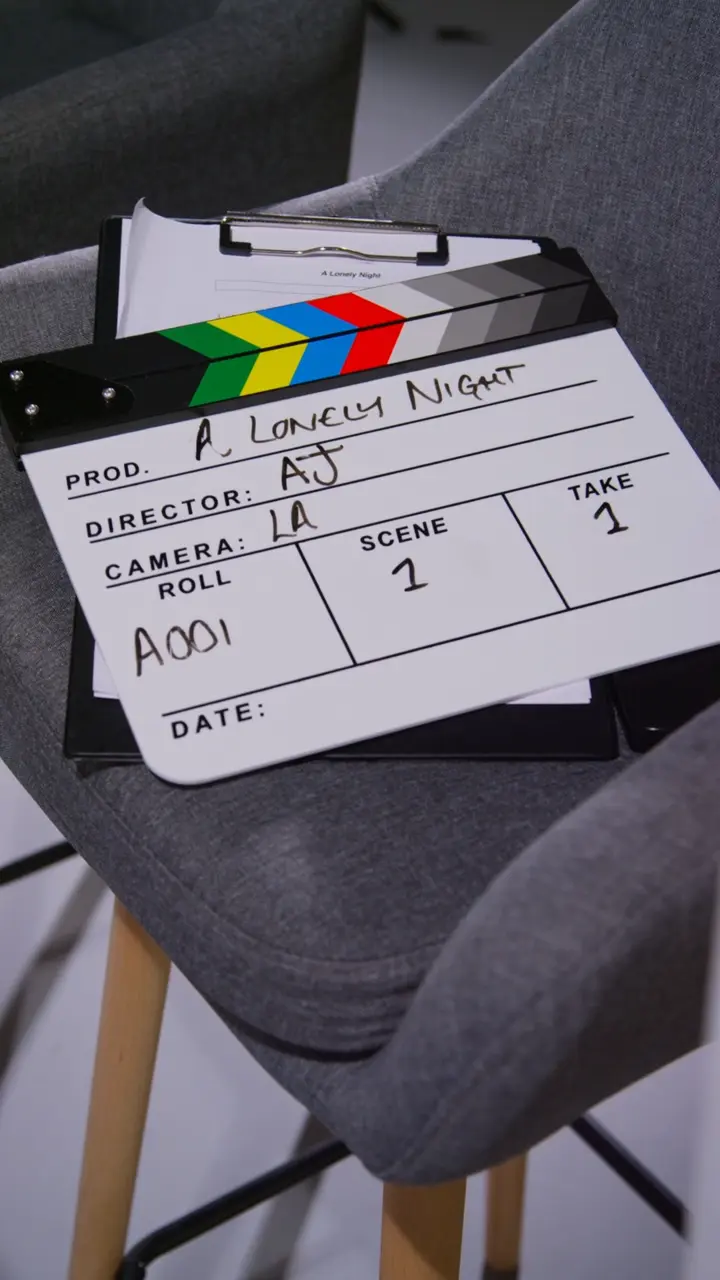 A Lonely Night
PROD. A LONELY NIGHT
DIRECTOR: AJ
CAMERA: LA
ROLL SCENE TAKE
A001 1 1
DATE: